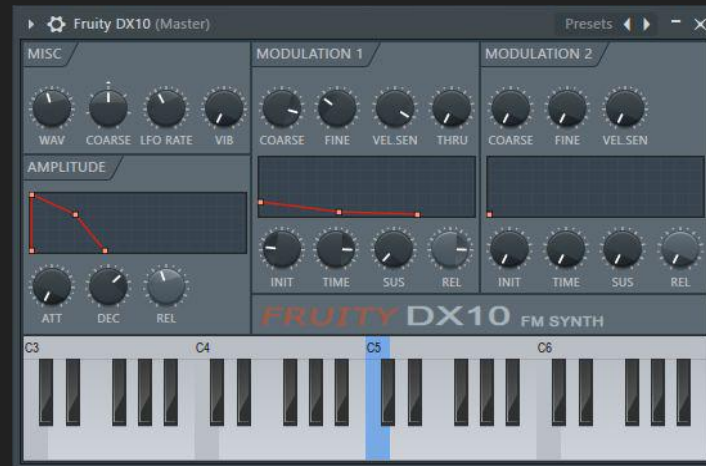 Fruity DX10 (Master)
Presets
MISC
MODULATION 1
MODULATION 2
WAV COARSE LFO RATE VIB
COARSE FINE VEL.SEN THRU
COARSE FINE VEL.SEN
AMPLITUDE
INIT TIME SUS REL
INIT TIME SUS REL
ATT DEC REL
FRUITY DX10 FM SYNTH
C3 C4 C5 C6